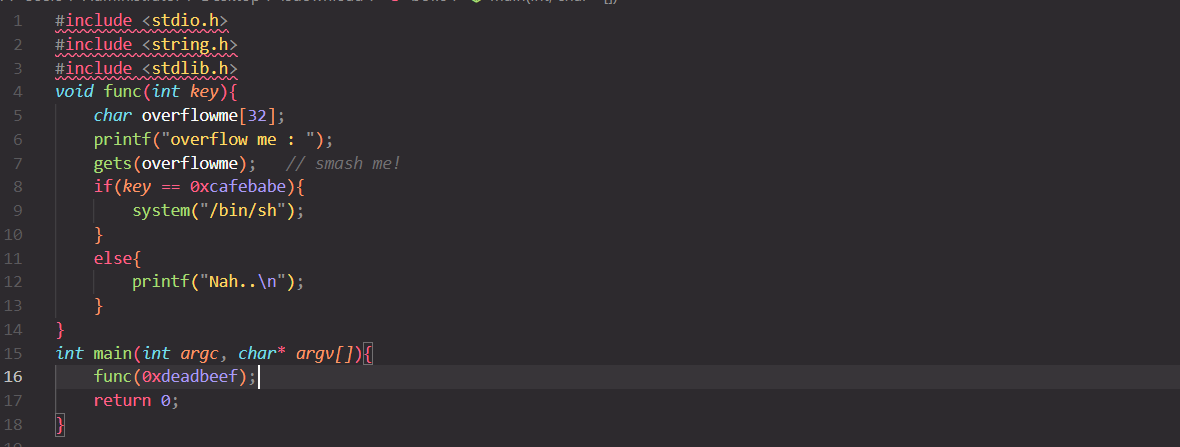 1 #include <stdio.h>
2 #include <string.h>
3 #include <stdlib.h>
4 void func(int key){
5 char overflowme[32];
6 printf("overflow me : ");
7 gets(overflowme); // smash me!
8 if(key == 0xcafebabe){
9 system("/bin/sh");
10 }
11 else{
12 printf("Nah..\n");
13 }
14 }
15 int main(int argc, char* argv[]){
16 func(0xdeadbeef);
17 return 0;
18 }